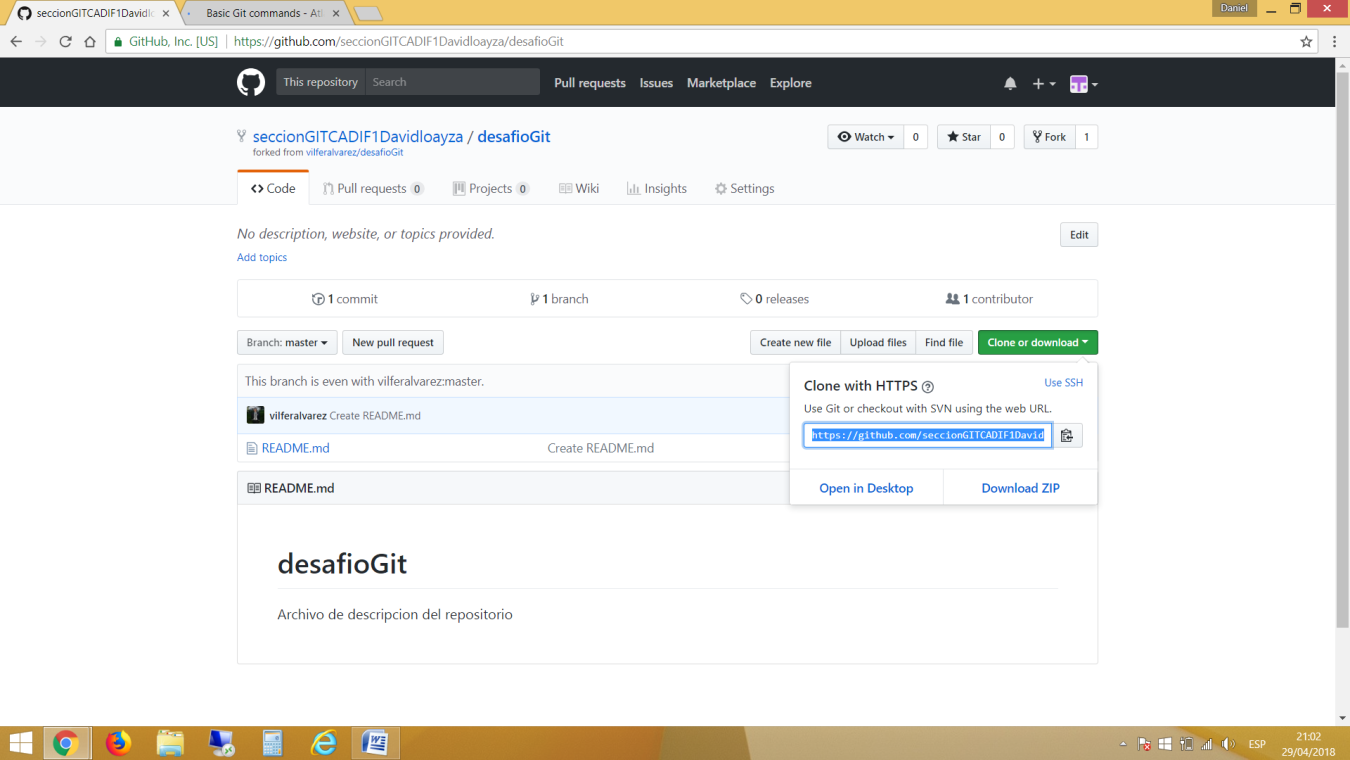 seccionGITCADIF1Davidlo
Basic Git commands - Atl
Daniel
GitHub, Inc. [US] | https://github.com/seccionGITCADIF1Davidloayza/desafioGit
This repository Search Pull requests Issues Marketplace Explore
seccionGITCADIF1Davidloayza / desafioGit
forked from vilferalvarez/desafioGit
Watch 0 Star 0 Fork 1
Code Pull requests 0 Projects 0 Wiki Insights Settings
No description, website, or topics provided.
Edit
Add topics
1 commit 1 branch 0 releases 1 contributor
Branch: master New pull request Create new file Upload files Find file Clone or download
This branch is even with vilferalvarez:master.
vilferalvarez Create README.md
README.md Create README.md
Clone with HTTPS Use SSH
Use Git or checkout with SVN using the web URL.
https://github.com/seccionGITCADIF1David
Open in Desktop Download ZIP
README.md
desafioGit
Archivo de descripcion del repositorio
ESP
21:02
29/04/2018